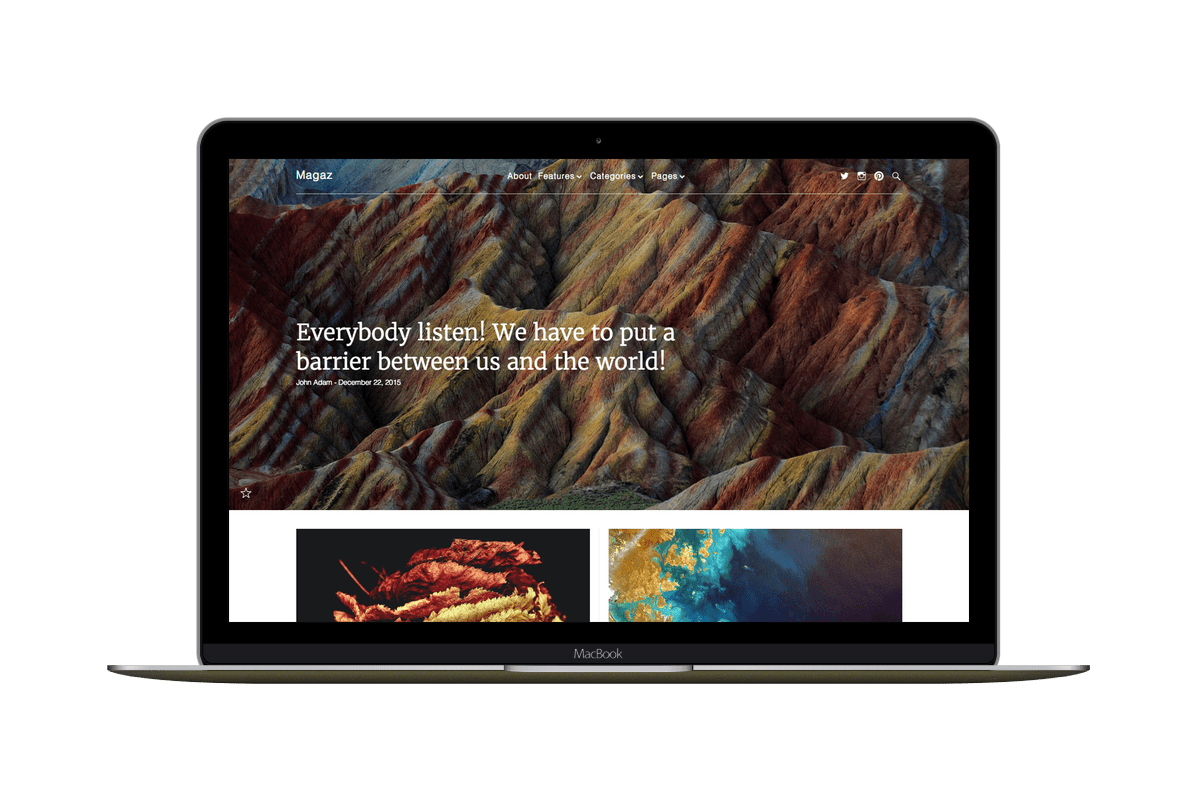 Magaz
About Features Categories Pages
Everybody listen! We have to put a
barrier between us and the world!
John Adam - December 22, 2015
MacBook